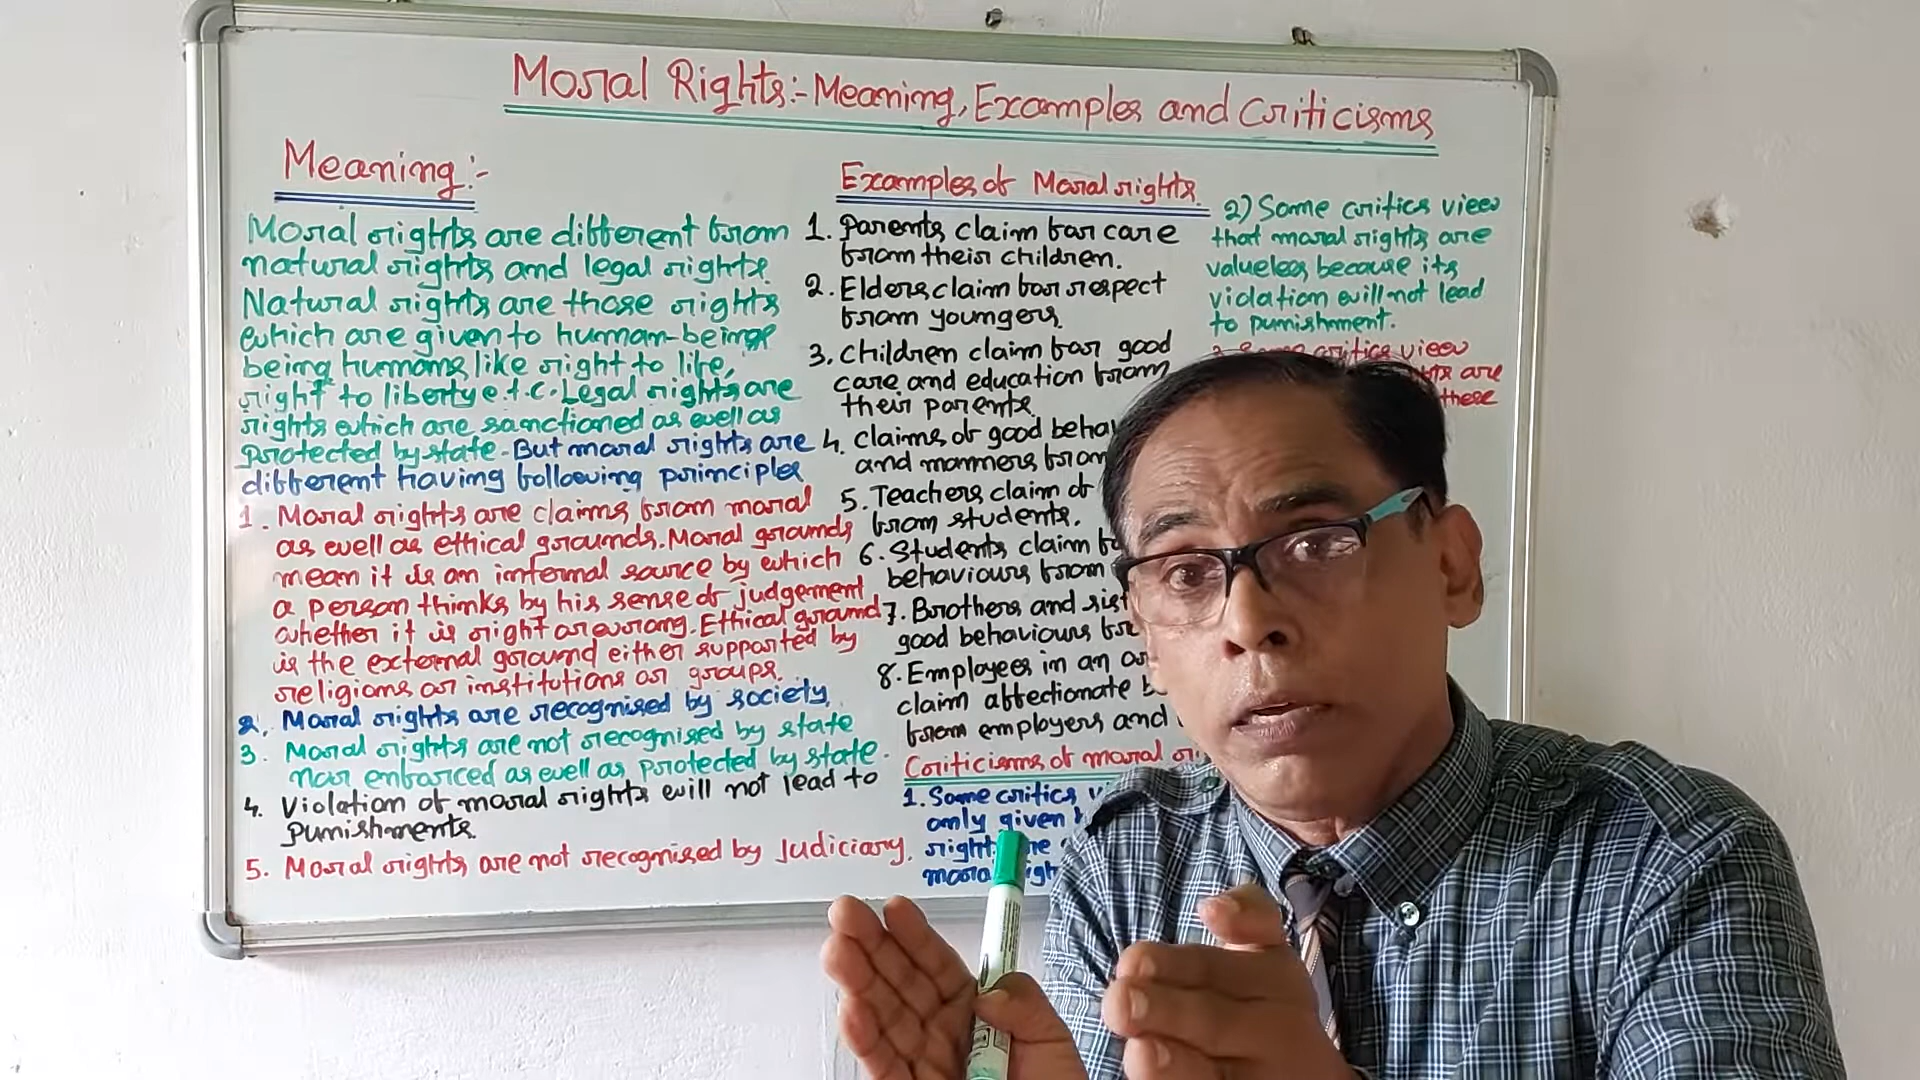 Moral Rights:- Meaning, Examples and Criticisms
Meaning:-
Moral rights are different from
natural rights and legal rights.
Natural rights are those rights
which are given to human-beings
being humans, like right to life,
right to liberty e.t.c. Legal rights are
rights which are sanctioned as well as
Protected by state. But moral rights are
different having following principles
1. Moral rights are claims from moral
as well as ethical grounds. Moral grounds
mean it is an internal source by which
a person thinks by his sense of judgement
whether it is right or wrong. Ethical ground
is the external ground either supported by
religions or institutions or groups.
2. Moral rights are recognised by society.
3. Moral rights are not recognised by state
nor enforced as well as protected by state.
4. Violation of moral rights will not lead to
punishments.
5. Moral rights are not recognised by Judiciary.
Examples of Moral rights.
1. Parents claim for care
from their children.
2. Elders claim for respect
from youngers.
3. Children claim for good
care and education from
their parents.
4. Claims of good
and manners from
5. Teachers claim of
from students.
6. Students claim
behaviours from
7. Brothers and
good behaviours
8. Employees in an
claim affectionate
from employers and
Criticisms of moral
1. Some critics
only given
2) Some critics view
that moral rights are
valueless because its
violation will not lead
to punishment.
3. Some critics view
are
these